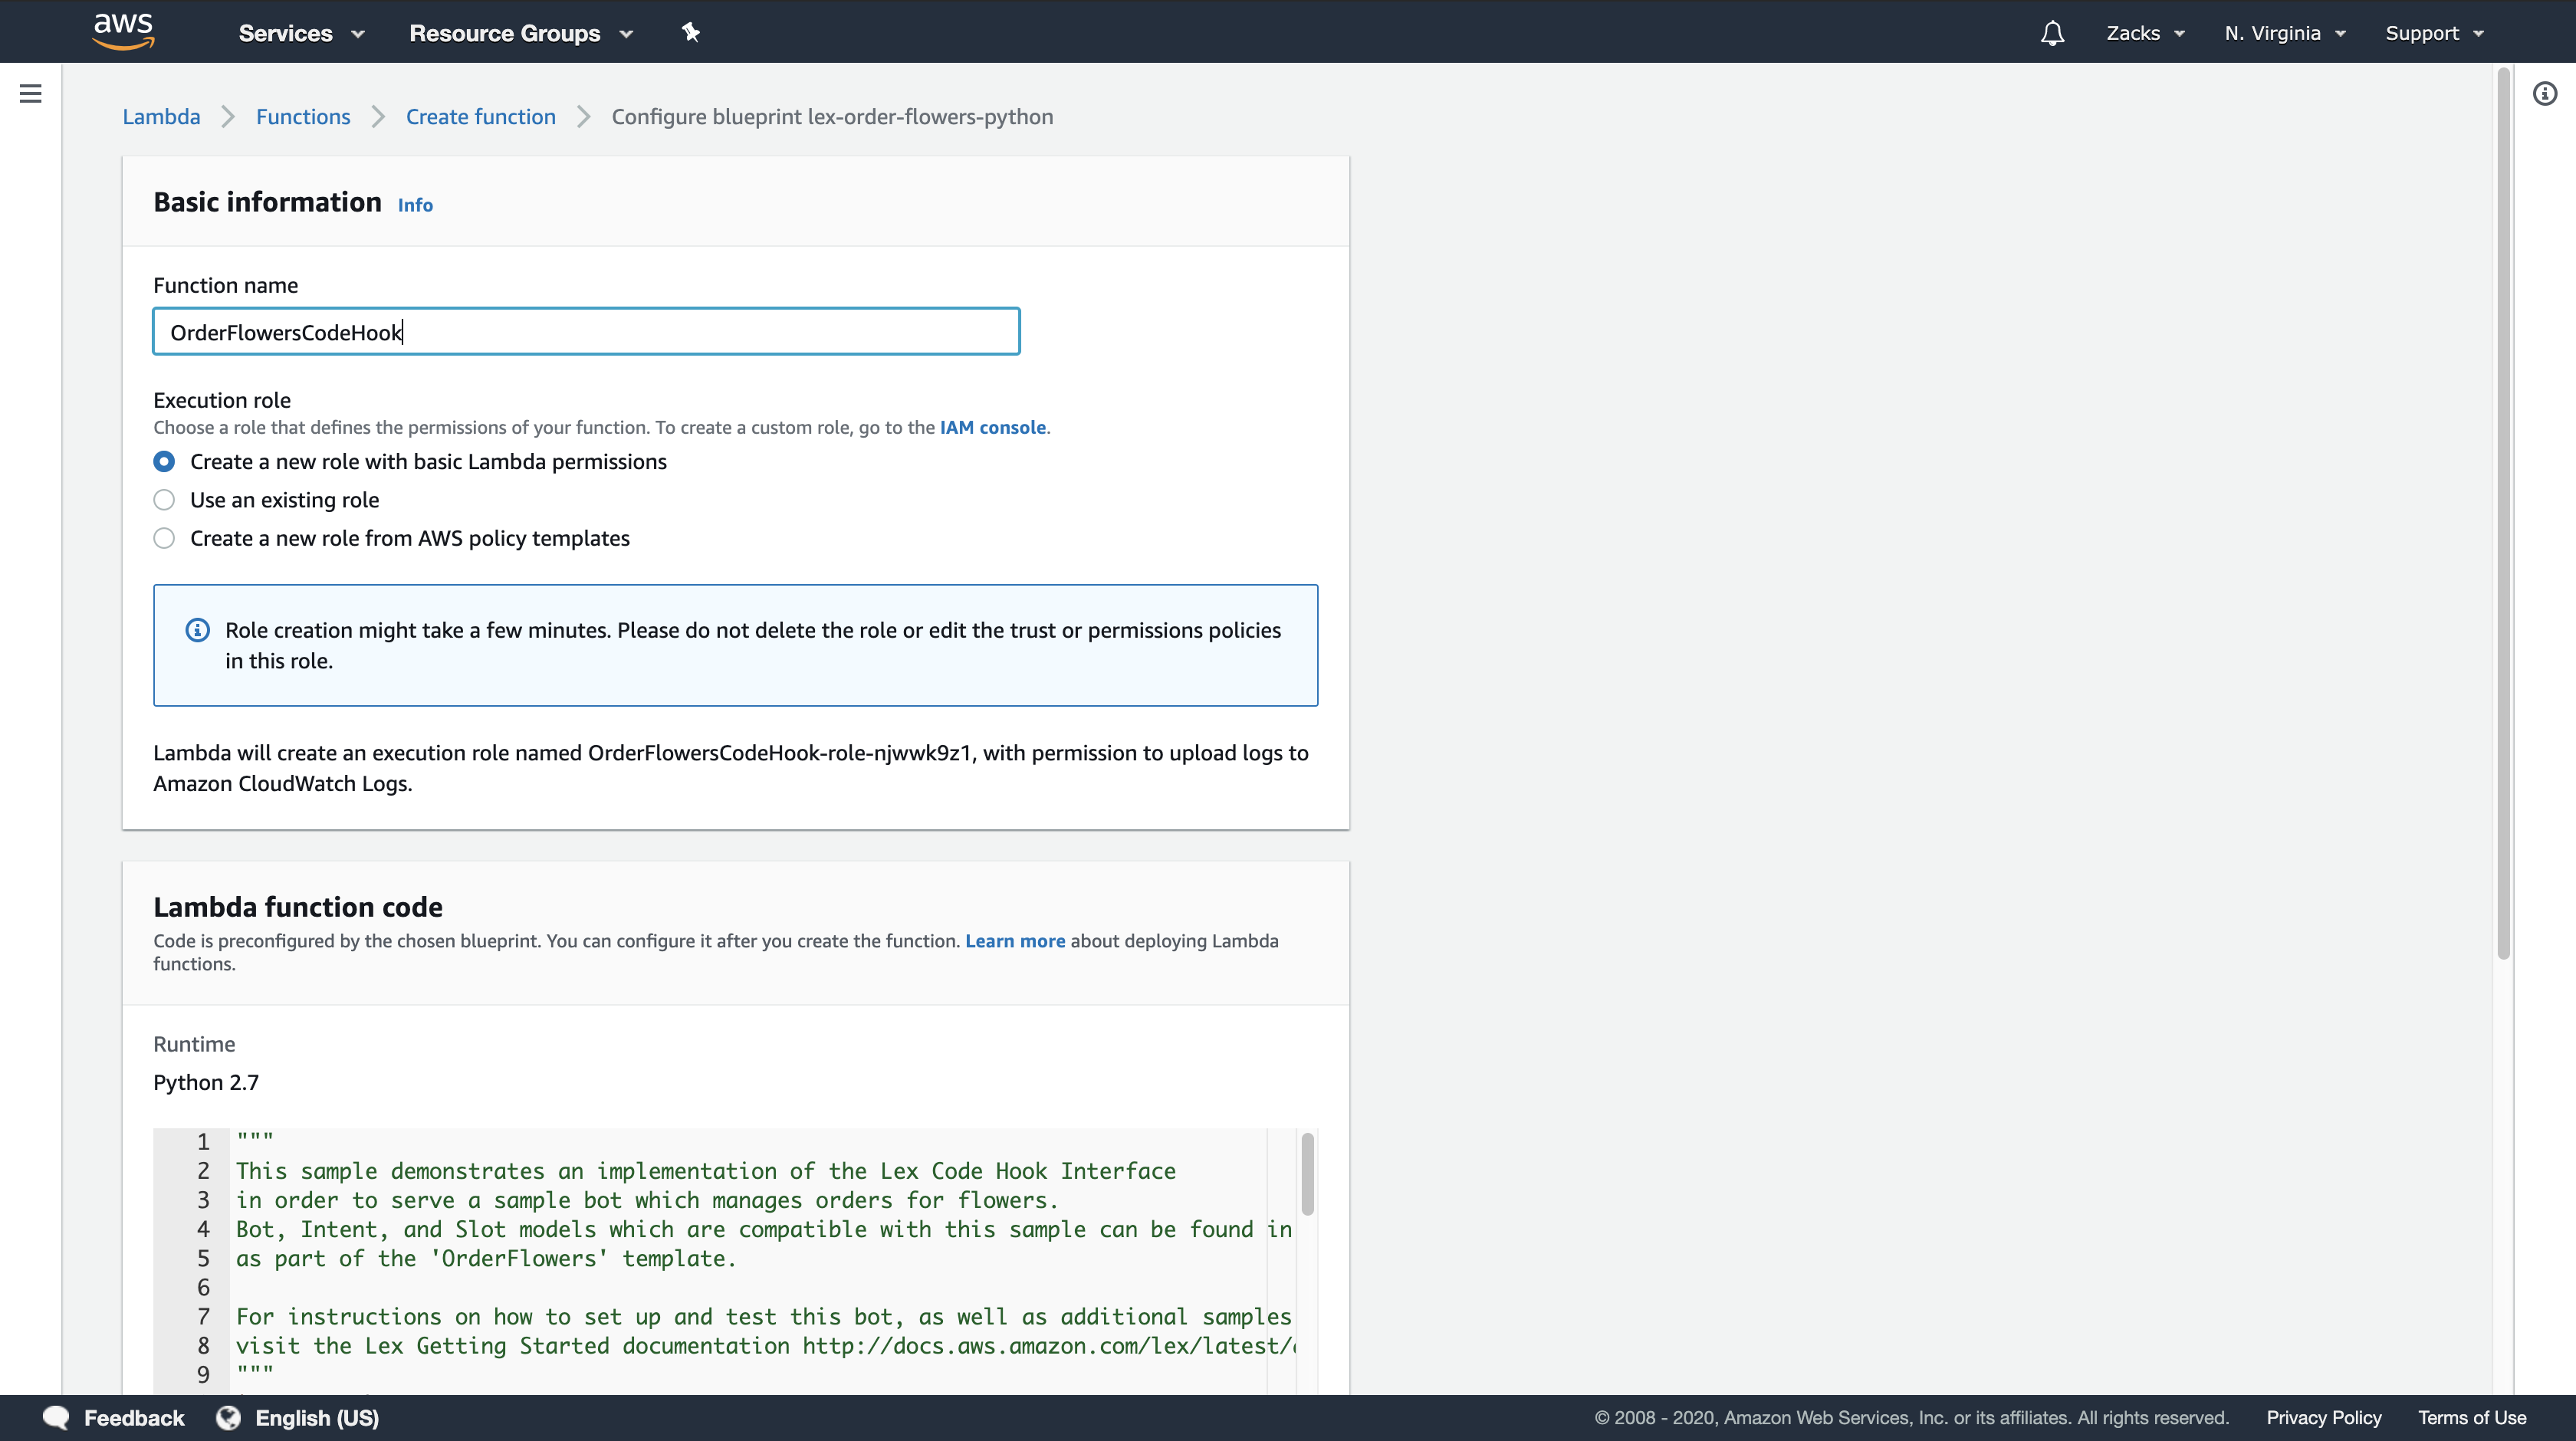 aws Services Resource Groups Zacks N. Virginia Support
Lambda Functions Create function Configure blueprint lex-order-flowers-python
Basic information Info
Function name
OrderFlowersCodeHook
Execution role
Choose a role that defines the permissions of your function. To create a custom role, go to the IAM console.
Create a new role with basic Lambda permissions
Use an existing role
Create a new role from AWS policy templates
Role creation might take a few minutes. Please do not delete the role or edit the trust or permissions policies
in this role.
Lambda will create an execution role named OrderFlowersCodeHook-role-njwwk9z1, with permission to upload logs to
Amazon CloudWatch Logs.
Lambda function code
Code is preconfigured by the chosen blueprint. You can configure it after you create the function. Learn more about deploying Lambda
functions.
Runtime
Python 2.7
1 """
2 This sample demonstrates an implementation of the Lex Code Hook Interface
3 in order to serve a sample bot which manages orders for flowers.
4 Bot, Intent, and Slot models which are compatible with this sample can be found in
5 as part of the 'OrderFlowers' template.
6
7 For instructions on how to set up and test this bot, as well as additional samples
8 visit the Lex Getting Started documentation http://docs.aws.amazon.com/lex/latest/
9 """
Feedback English (US) © 2008 - 2020, Amazon Web Services, Inc. or its affiliates. All rights reserved. Privacy Policy Terms of Use